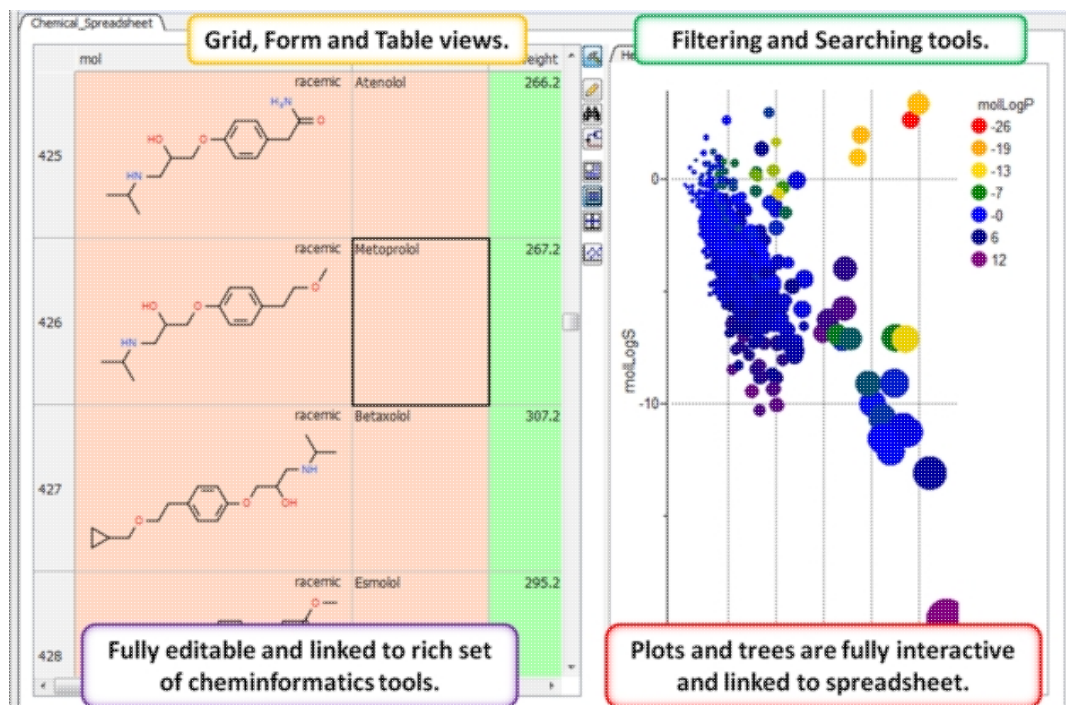 Chemical_Spreadsheet
Grid, Form and Table views.
Filtering and Searching tools.
mol
racemic
Atenolol
266.2
H₂N
O
HO
O
HN
425
racemic
Metoprolol
267.2
HO
O
O
HN
426
racemic
Betaxolol
307.2
NH
O
OH
O
427
racemic
Esmolol
295.2
O
O
428
molLogP
-26
-19
-13
-7
-0
6
12
0
molLogS
-10
Fully editable and linked to rich set
of cheminformatics tools.
Plots and trees are fully interactive
and linked to spreadsheet.